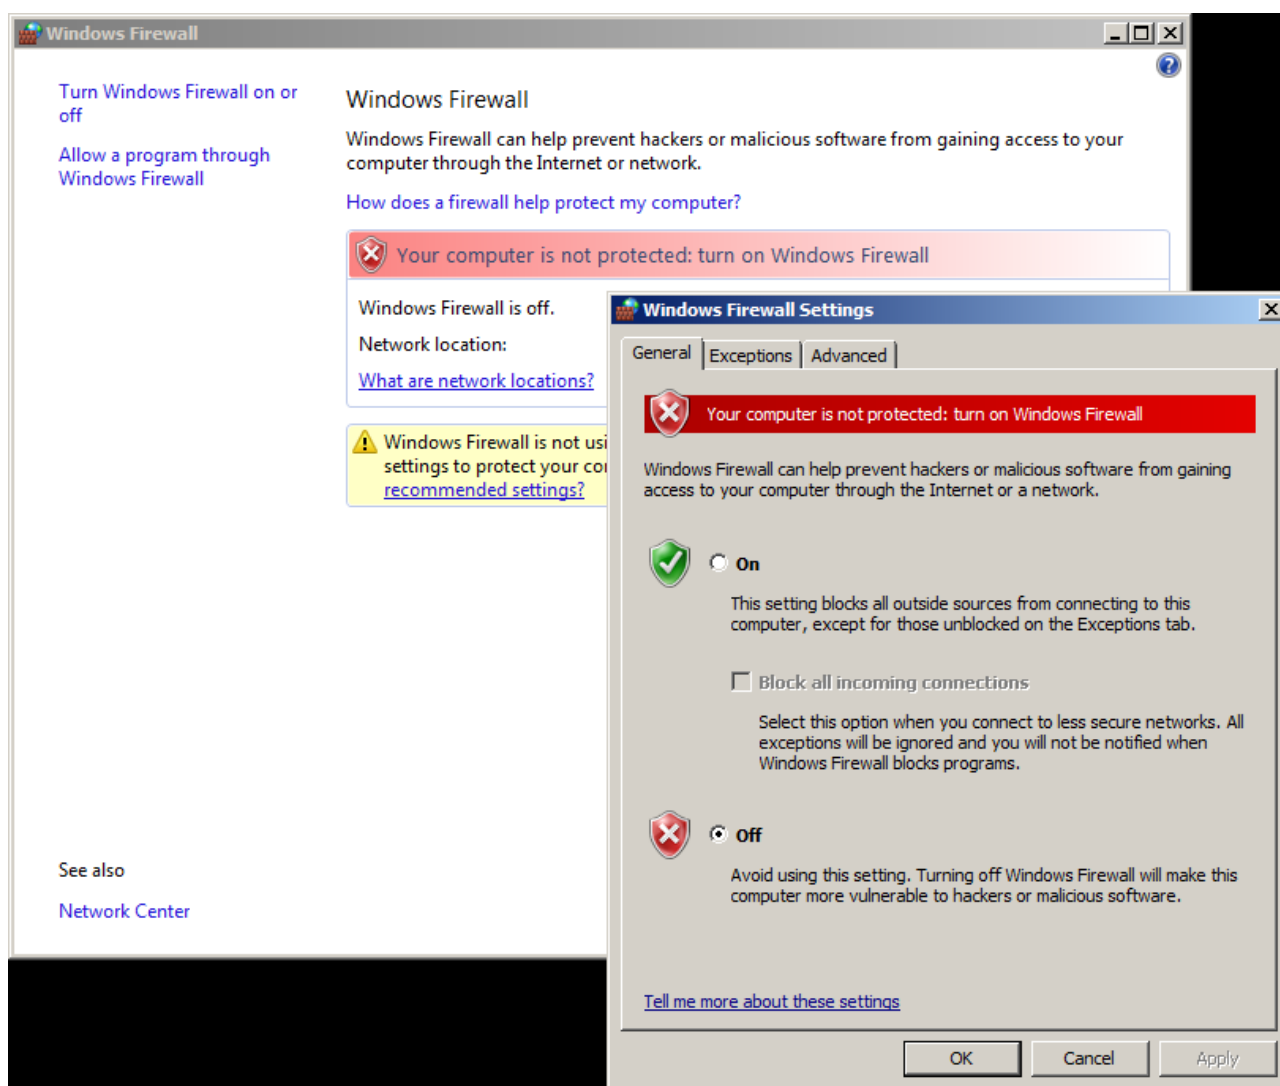 Windows Firewall
Turn Windows Firewall on or
off
Allow a program through
Windows Firewall
Windows Firewall
Windows Firewall can help prevent hackers or malicious software from gaining access to your
computer through the Internet or network.
How does a firewall help protect my computer?
Your computer is not protected: turn on Windows Firewall
Windows Firewall is off.
Network location:
What are network locations?
Windows Firewall is not
settings to protect your
recommended settings?
See also
Network Center
Windows Firewall Settings
General
Exceptions
Advanced
Your computer is not protected: turn on Windows Firewall
Windows Firewall can help prevent hackers or malicious software from gaining
access to your computer through the Internet or a network.
On
This setting blocks all outside sources from connecting to this
computer, except for those unblocked on the Exceptions tab.
Block all incoming connections
Select this option when you connect to less secure networks. All
exceptions will be ignored and you will not be notified when
Windows Firewall blocks programs.
Off
Avoid using this setting. Turning off Windows Firewall will make this
computer more vulnerable to hackers or malicious software.
Tell me more about these settings
OK
Cancel
Apply